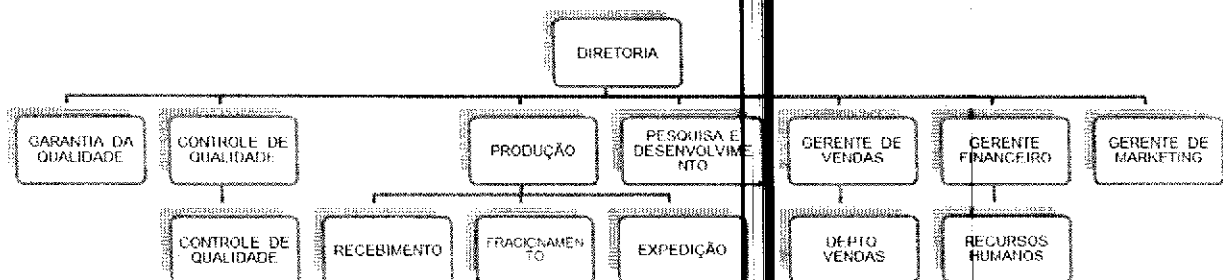 DIRETORIA
GARANTIA DA
QUALIDADE
CONTROLE DE
QUALIDADE
PRODUÇÃO
PESQUISA E
DESENVOLVIME
NTO
GERENTE DE
VENDAS
GERENTE
FINANCEIRO
GERENTE DE
MARKETING
CONTROLE DE
QUALIDADE
RECEBIMENTO
FRACIONAMEN
TO
EXPEDIÇÃO
DEPTO
VENDAS
RECURSOS
HUMANOS